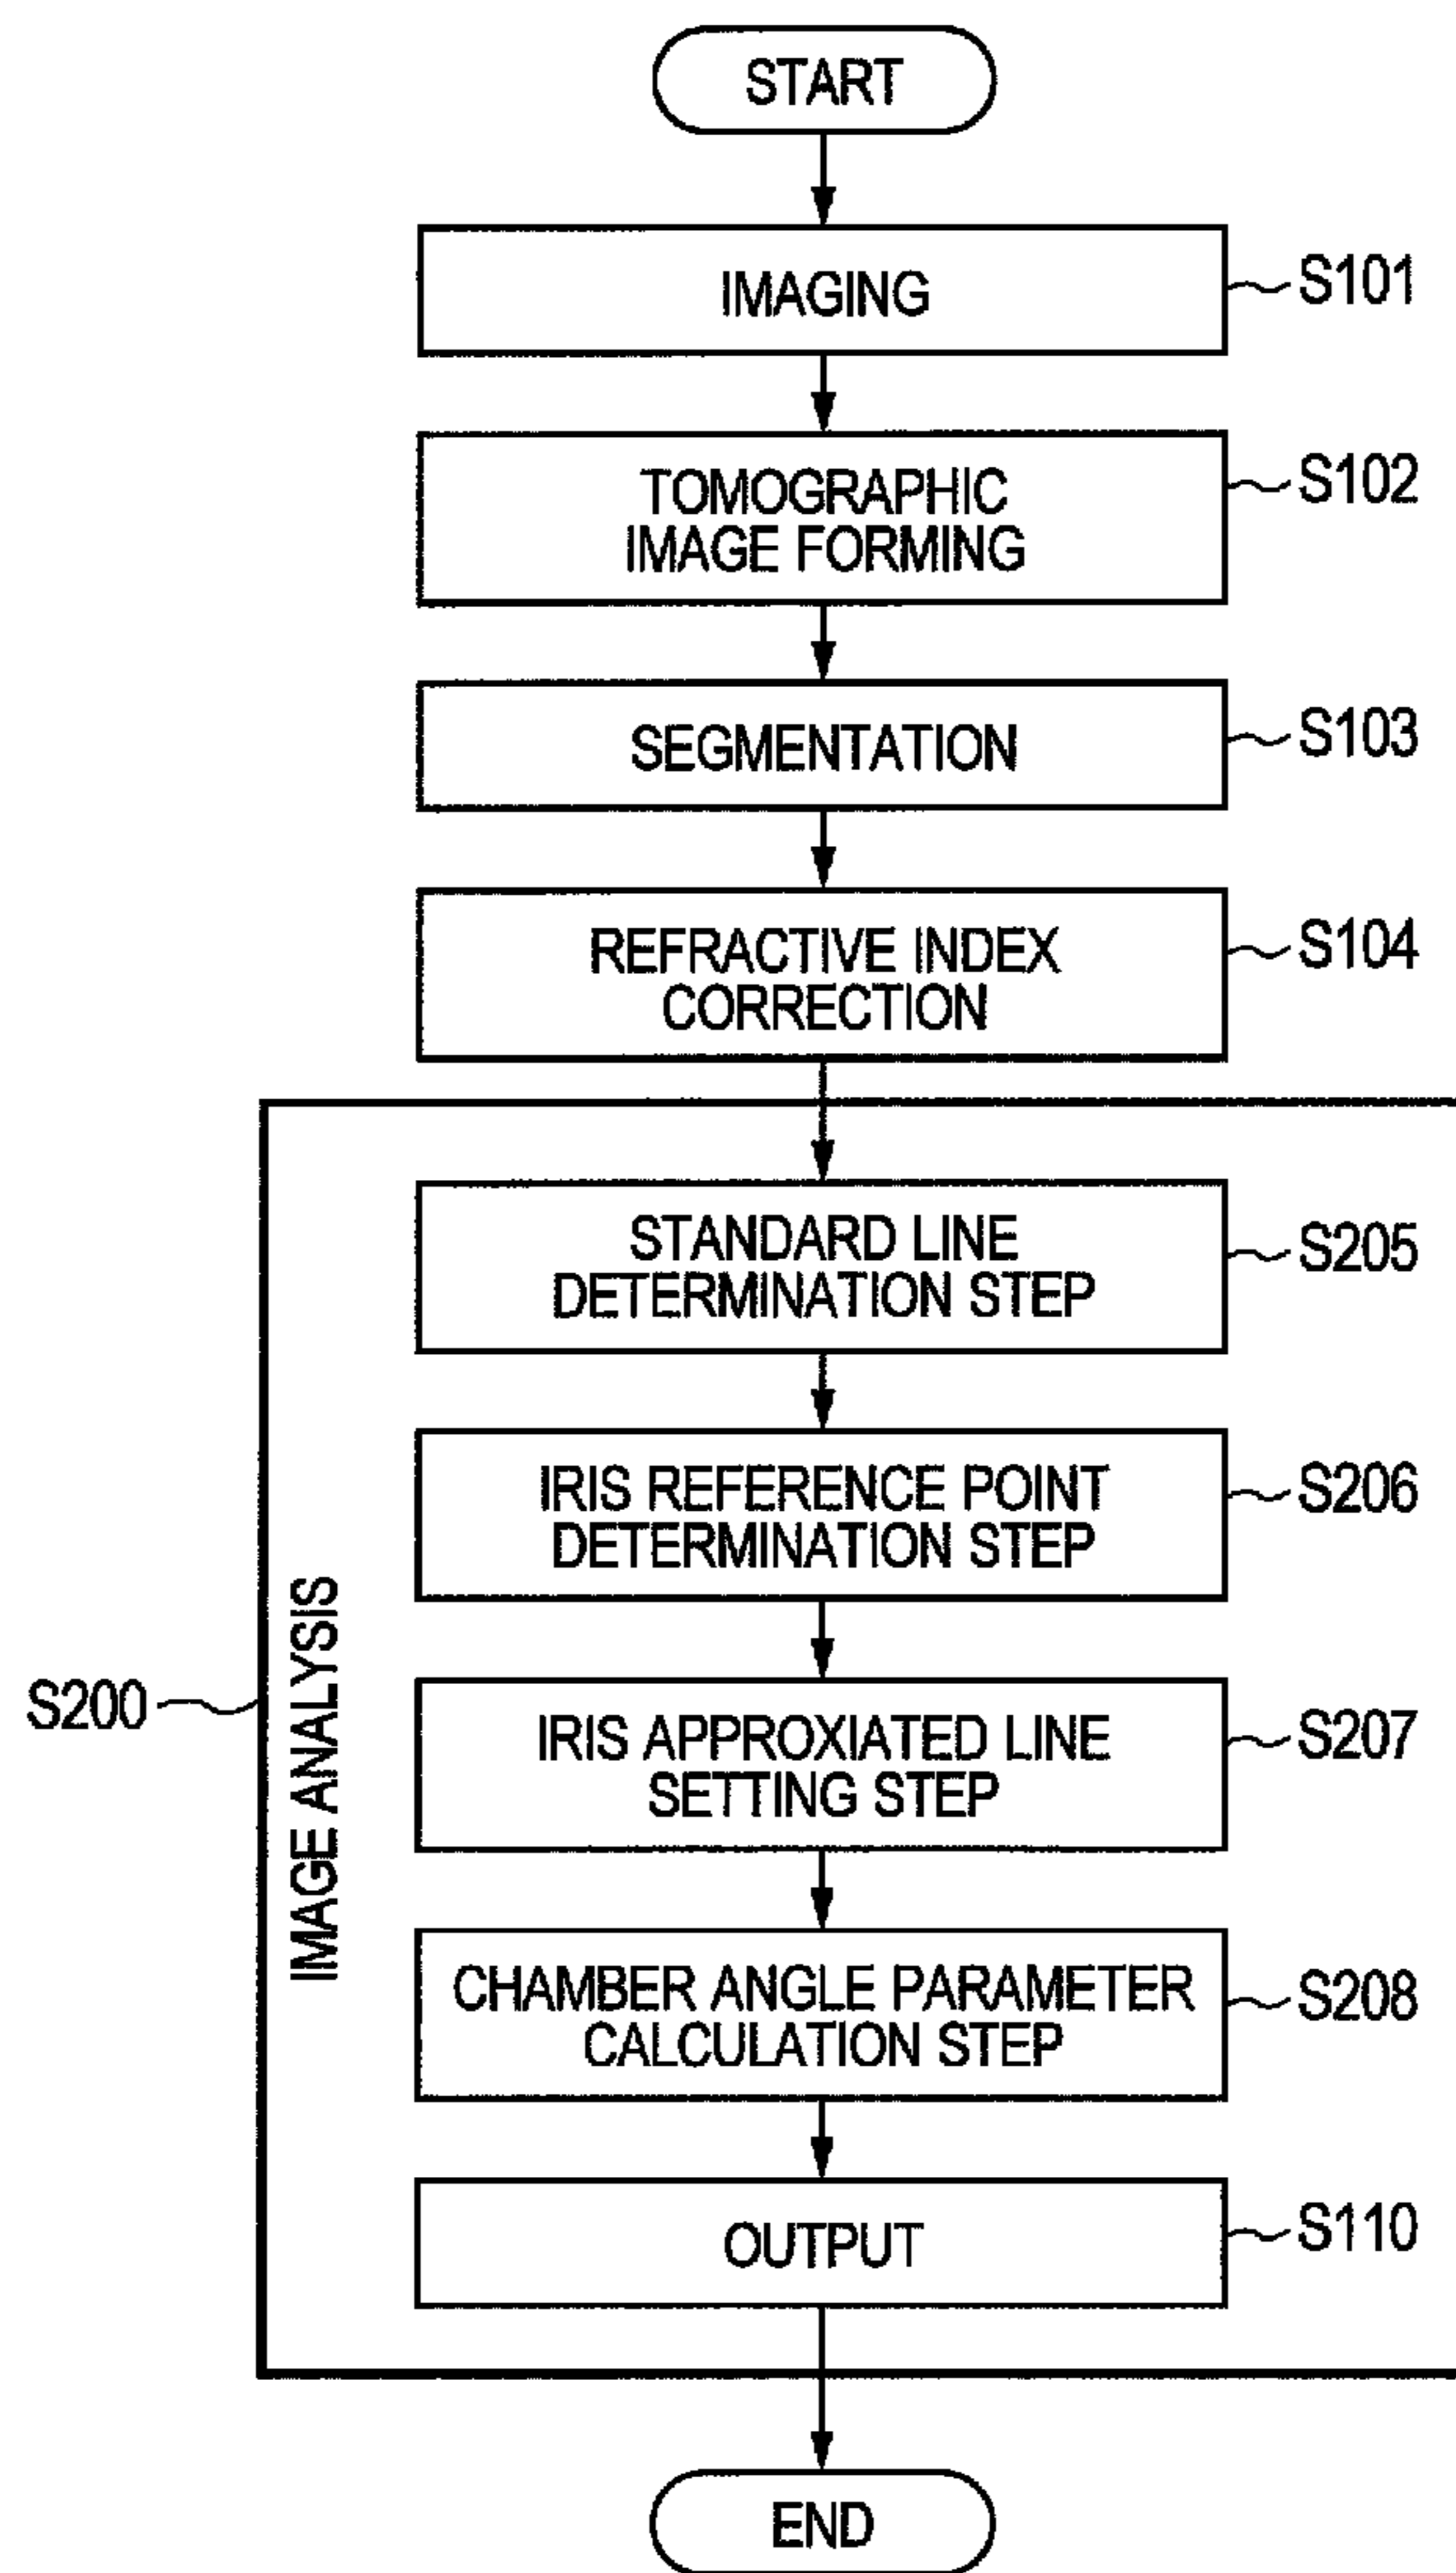 START
IMAGING
S101
TOMOGRAPHIC
IMAGE FORMING
S102
SEGMENTATION
S103
REFRACTIVE INDEX
CORRECTION
S104
S200
IMAGE ANALYSIS
STANDARD LINE
DETERMINATION STEP
S205
IRIS REFERENCE POINT
DETERMINATION STEP
S206
IRIS APPROXIATED LINE
SETTING STEP
S207
CHAMBER ANGLE PARAMETER
CALCULATION STEP
S208
OUTPUT
S110
END